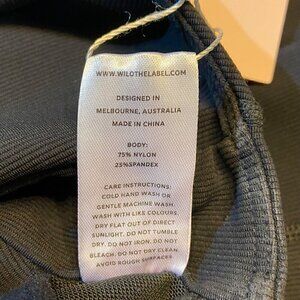 WWW.WILOTHELABEL.COM
DESIGNED IN
MELBOURNE, AUSTRALIA
MADE IN CHINA
BODY:
75% NYLON
25%SPANDEX
CARE INSTRUCTIONS:
COLD HAND WASH OR
GENTLE MACHINE WASH
WASH WITH LIKE COLOURS.
DRY FLAT OUT OF DIRECT
SUNLIGHT. DO NOT TUMBLE
DRY. DO NOT IRON. DO NOT
BLEACH. DO NOT DRY CLEAN.
AVOID ROUGH SURFACES